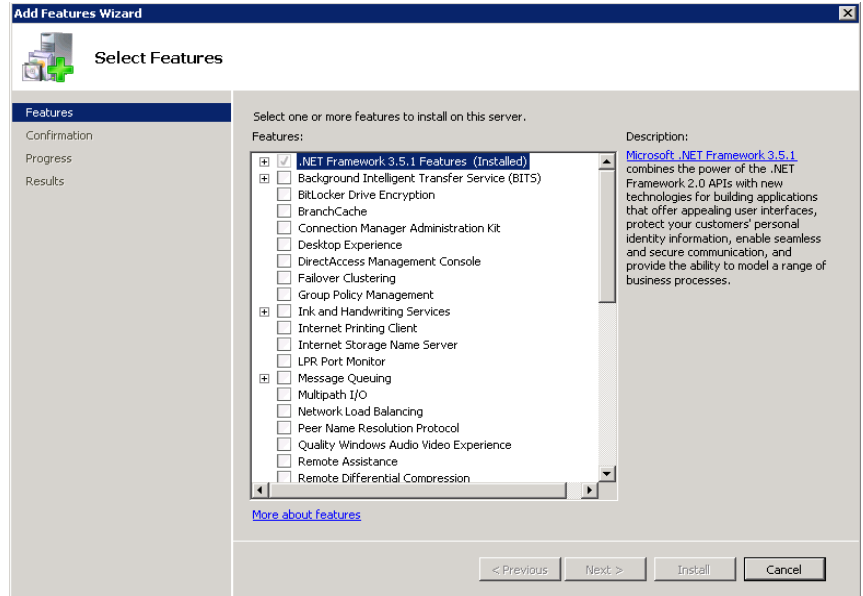 Add Features Wizard
Select Features
Features
Confirmation
Progress
Results
Select one or more features to install on this server.
Features:
.NET Framework 3.5.1 Features (Installed)
Background Intelligent Transfer Service (BITS)
BitLocker Drive Encryption
BranchCache
Connection Manager Administration Kit
Desktop Experience
DirectAccess Management Console
Failover Clustering
Group Policy Management
Ink and Handwriting Services
Internet Printing Client
Internet Storage Name Server
LPR Port Monitor
Message Queuing
Multipath I/O
Network Load Balancing
Peer Name Resolution Protocol
Quality Windows Audio Video Experience
Remote Assistance
Remote Differential Compression
More about features
Description:
Microsoft .NET Framework 3.5.1
combines the power of the .NET
Framework 2.0 APIs with new
technologies for building applications
that offer appealing user interfaces,
protect your customers' personal
identity information, enable seamless
and secure communication, and
provide the ability to model a range of
business processes.
< Previous
Next >
Install
Cancel